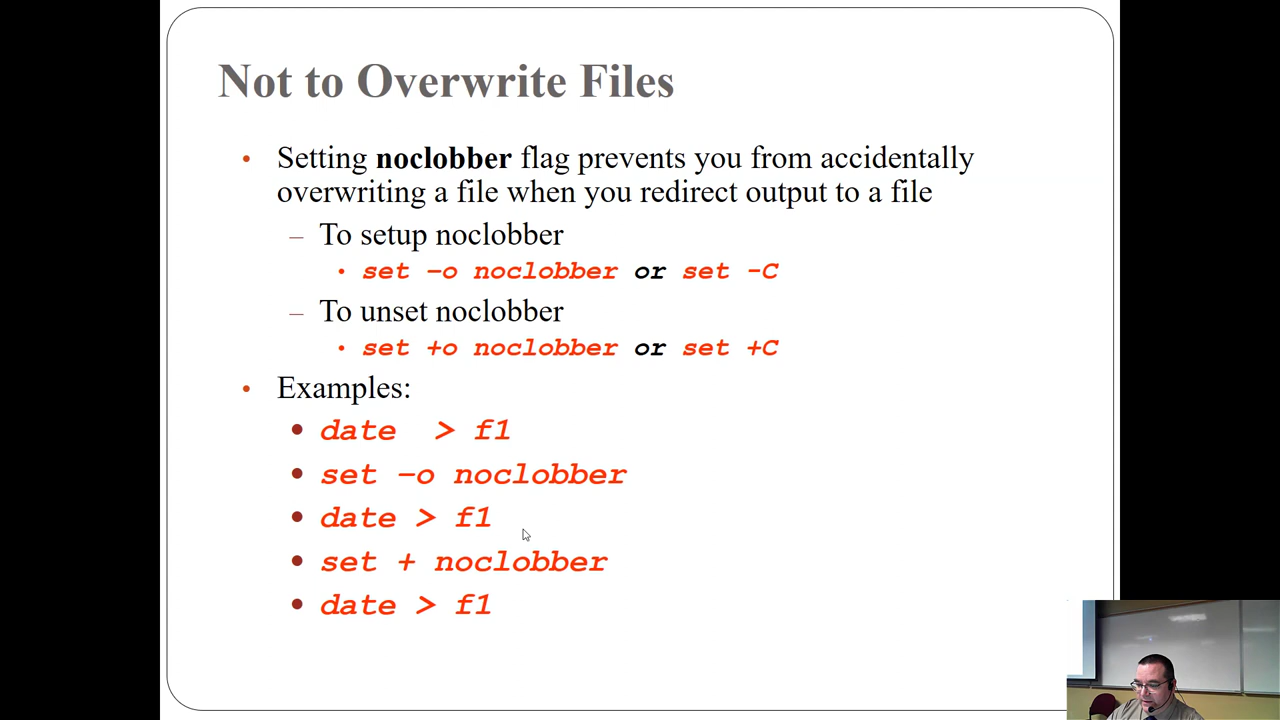 Not to Overwrite Files
• Setting noclobber flag prevents you from accidentally
overwriting a file when you redirect output to a file
– To setup noclobber
• set –o noclobber or set -C
– To unset noclobber
• set +o noclobber or set +C
• Examples:
• date  > f1
• set –o noclobber
• date > f1
• set + noclobber
• date > f1